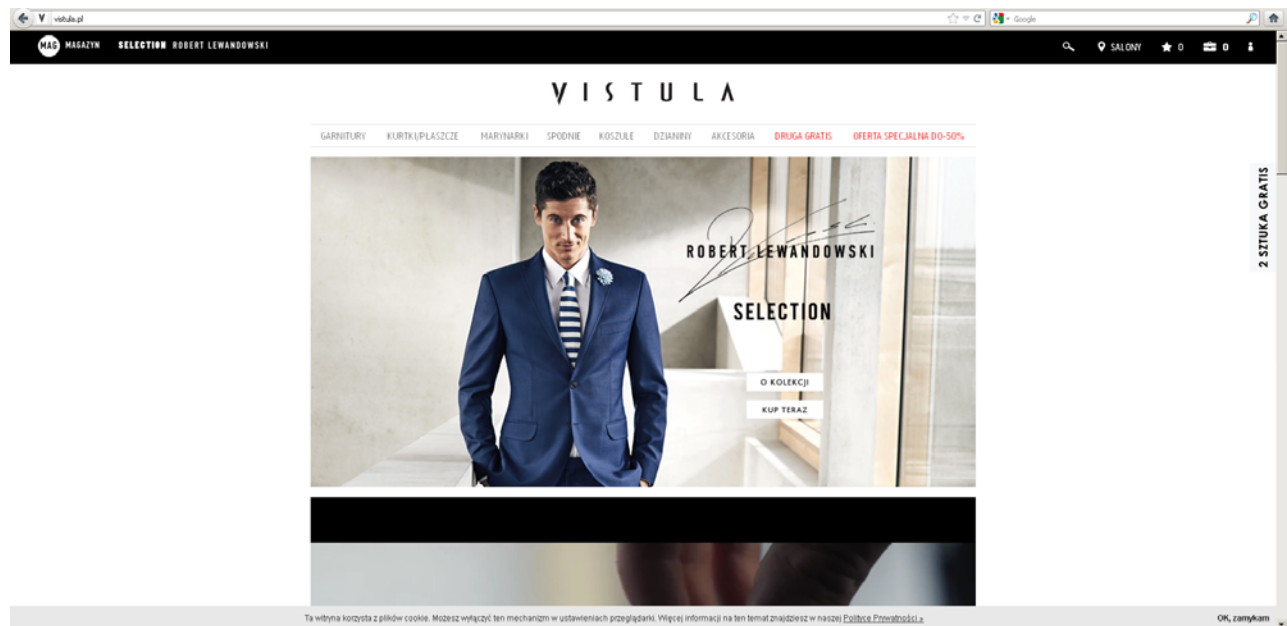 vistula.pl
Google
MAG MAGAZYN SELECTION ROBERT LEWANDOWSKI
SALONY 0 0
VISTULA
GARNITURY KURTKI/PŁASZCZE MARYNARKI SPODNIE KOSZULE DZIANINY AKCESORIA DRUGA GRATIS OFERTA SPECJALNA DO-50%
2 SZTUKA GRATIS
ROBERT LEWANDOWSKI
SELECTION
O KOLEKCJI
KUP TERAZ
Ta witryna korzysta z plików cookie. Możesz wyłączyć ten mechanizm w ustawieniach przeglądarki. Więcej informacji na ten temat znajdziesz w naszej Polityce Prywatności » OK, zamykam